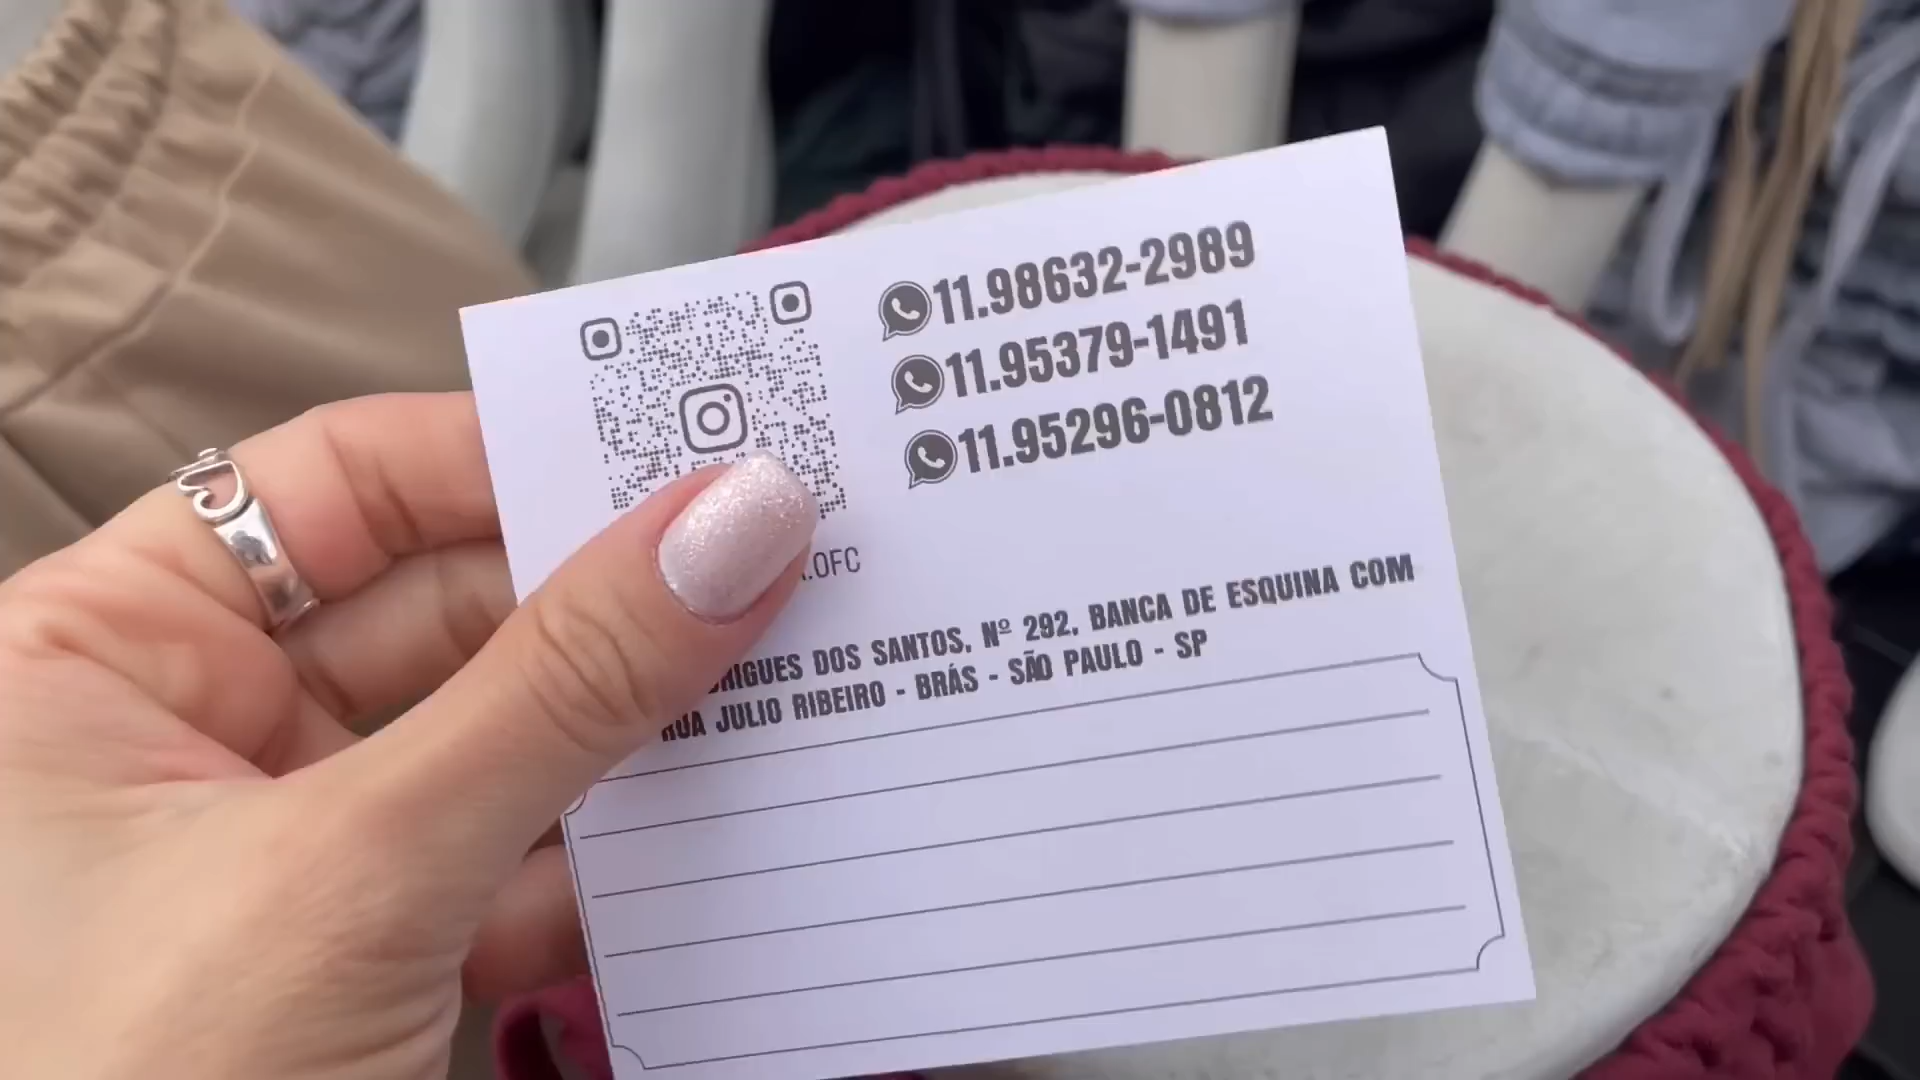 11.98632-2989
11.95379-1491
11.95296-0812
.OFC
DOS SANTOS, Nº 292, BANCA DE ESQUINA COM
RUA JULIO RIBEIRO - BRÁS - SÃO PAULO - SP